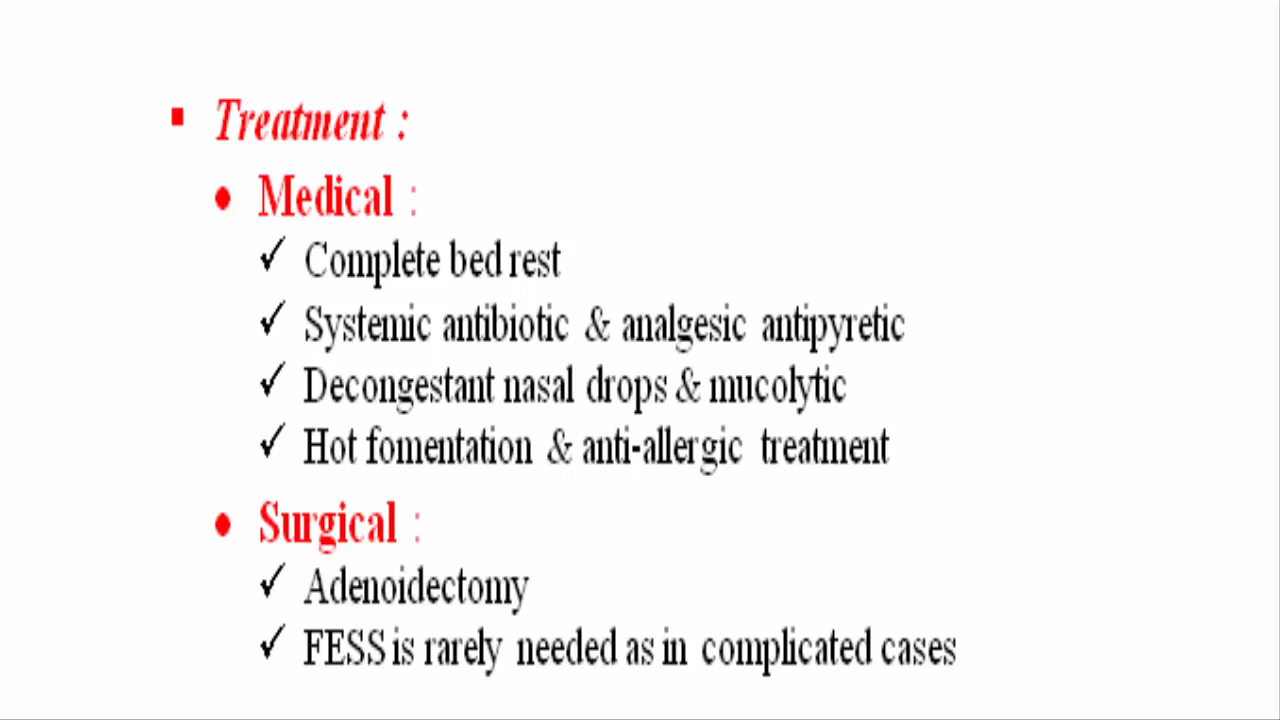 ▪ Treatment :
• Medical :
✓ Complete bed rest
✓ Systemic antibiotic & analgesic antipyretic
✓ Decongestant nasal drops & mucolytic
✓ Hot fomentation & anti-allergic treatment
• Surgical :
✓ Adenoidectomy
✓ FESS is rarely needed as in complicated cases